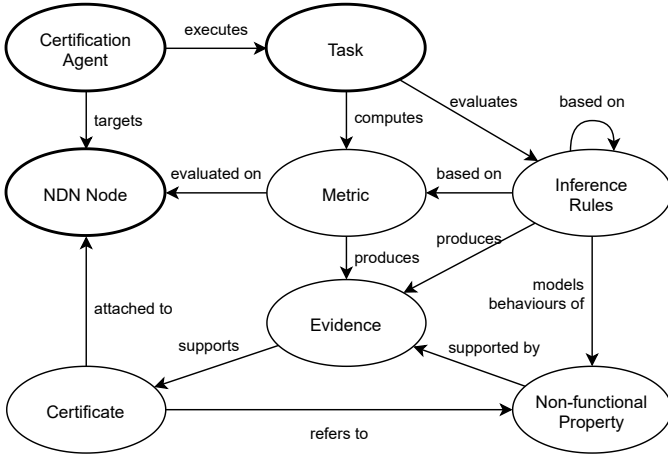 Certification
Agent
executes
Task
targets
computes
evaluates
based on
NDN Node
evaluated on
Metric
based on
Inference
Rules
produces
produces
models
behaviours of
attached to
Evidence
supports
supported by
Certificate
refers to
Non-functional
Property